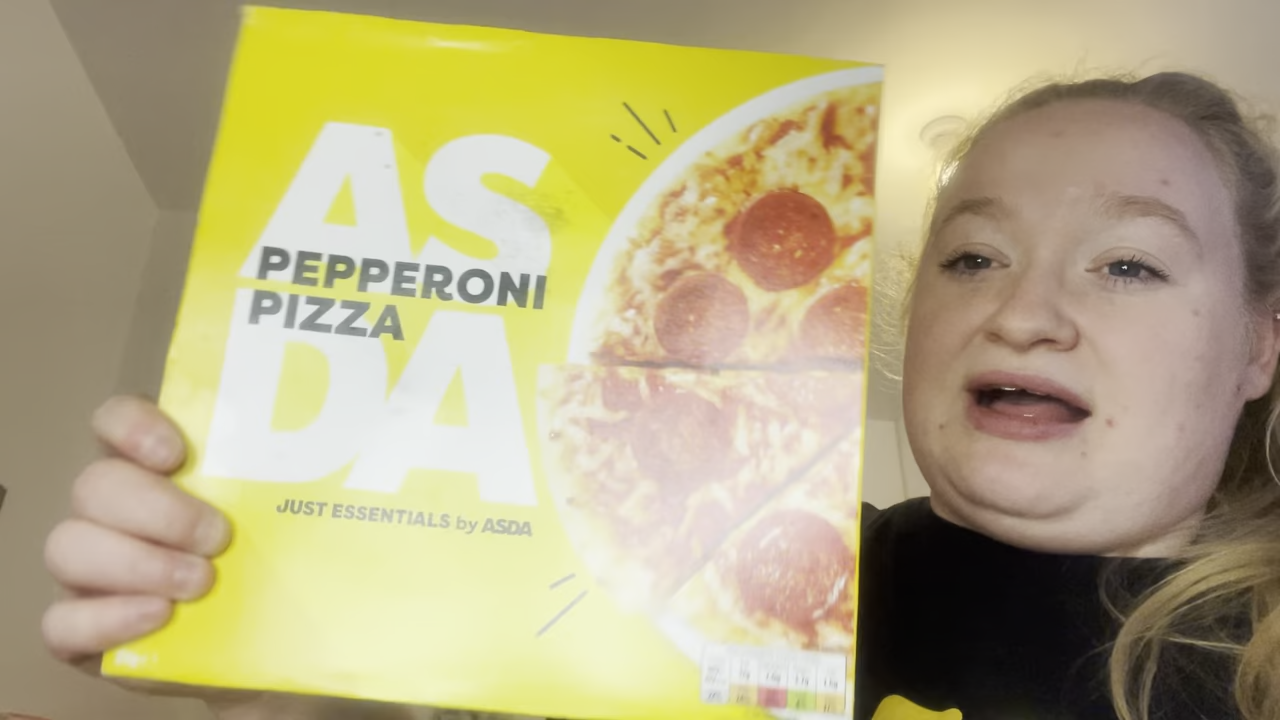 AS
PEPPERONI
PIZZA
DA
JUST ESSENTIALS by ASDA